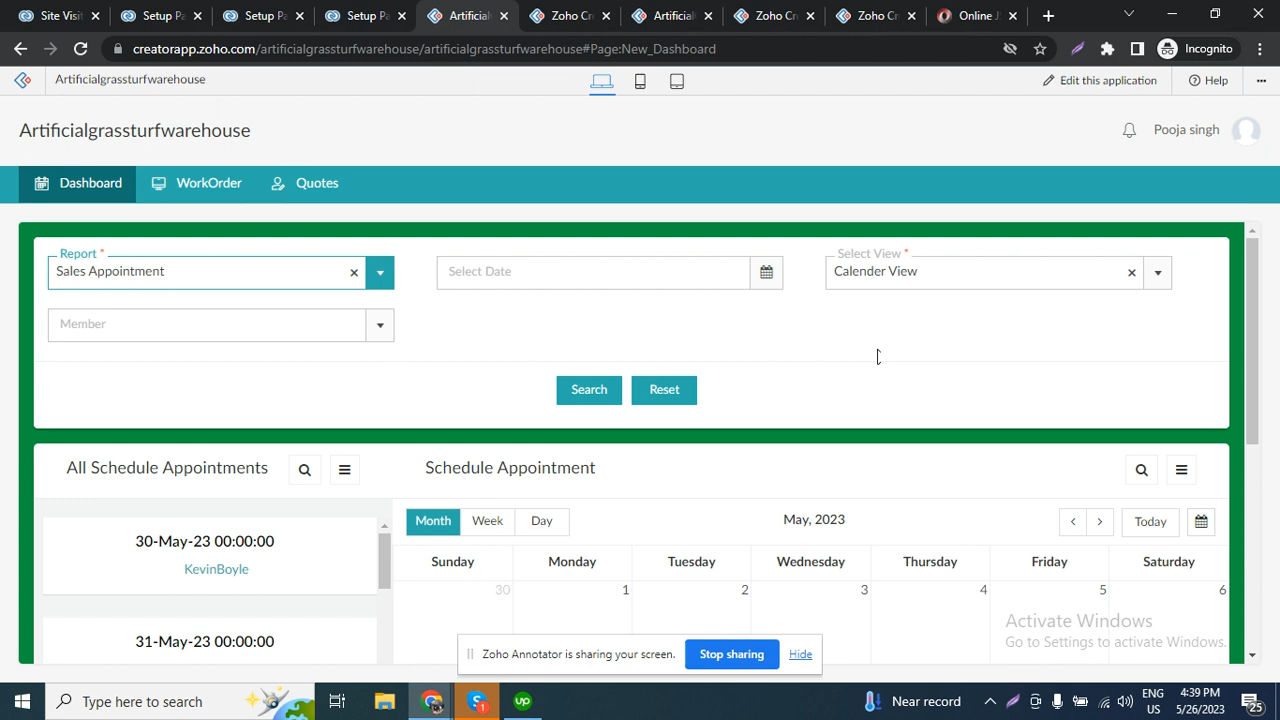 Site Visi
Setup Pa
Setup Pa
Setup Pa
Artificial
Zoho Cre
Artificial
Zoho Cre
Zoho Cre
Online J
creatorapp.zoho.com/artificialgrassturfwarehouse/artificialgrassturfwarehouse#Page:New_Dashboard
Incognito
Artificialgrassturfwarehouse
Edit this application
Help
Artificialgrassturfwarehouse
Pooja singh
Dashboard
WorkOrder
Quotes
Report *
Sales Appointment
Select Date
Select View *
Calender View
Member
Search
Reset
All Schedule Appointments
Schedule Appointment
30-May-23 00:00:00
KevinBoyle
31-May-23 00:00:00
Month Week Day
May, 2023
Today
Sunday Monday Tuesday Wednesday Thursday Friday Saturday
30 1 2 3 4 5 6
Activate Windows
Go to Settings to activate Windows.
Zoho Annotator is sharing your screen.
Stop sharing
Hide
Type here to search
1
up
Near record
ENG
US
4:39 PM
5/26/2023
25